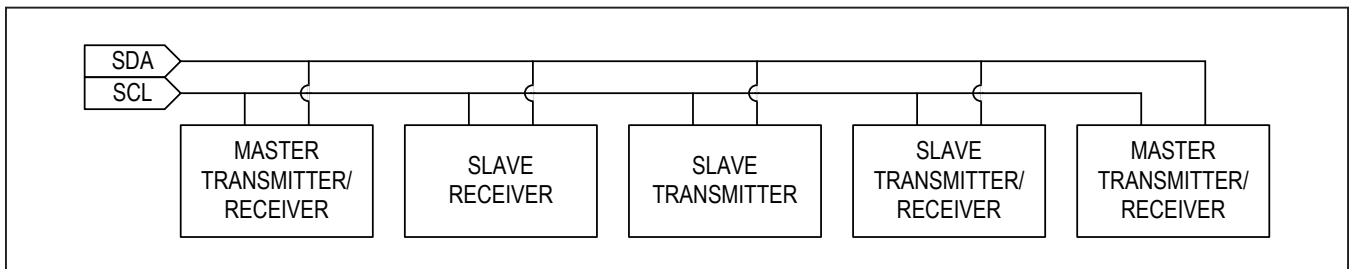 SDA
SCL
MASTER
TRANSMITTER/
RECEIVER
SLAVE
RECEIVER
SLAVE
TRANSMITTER
SLAVE
TRANSMITTER/
RECEIVER
MASTER
TRANSMITTER/
RECEIVER